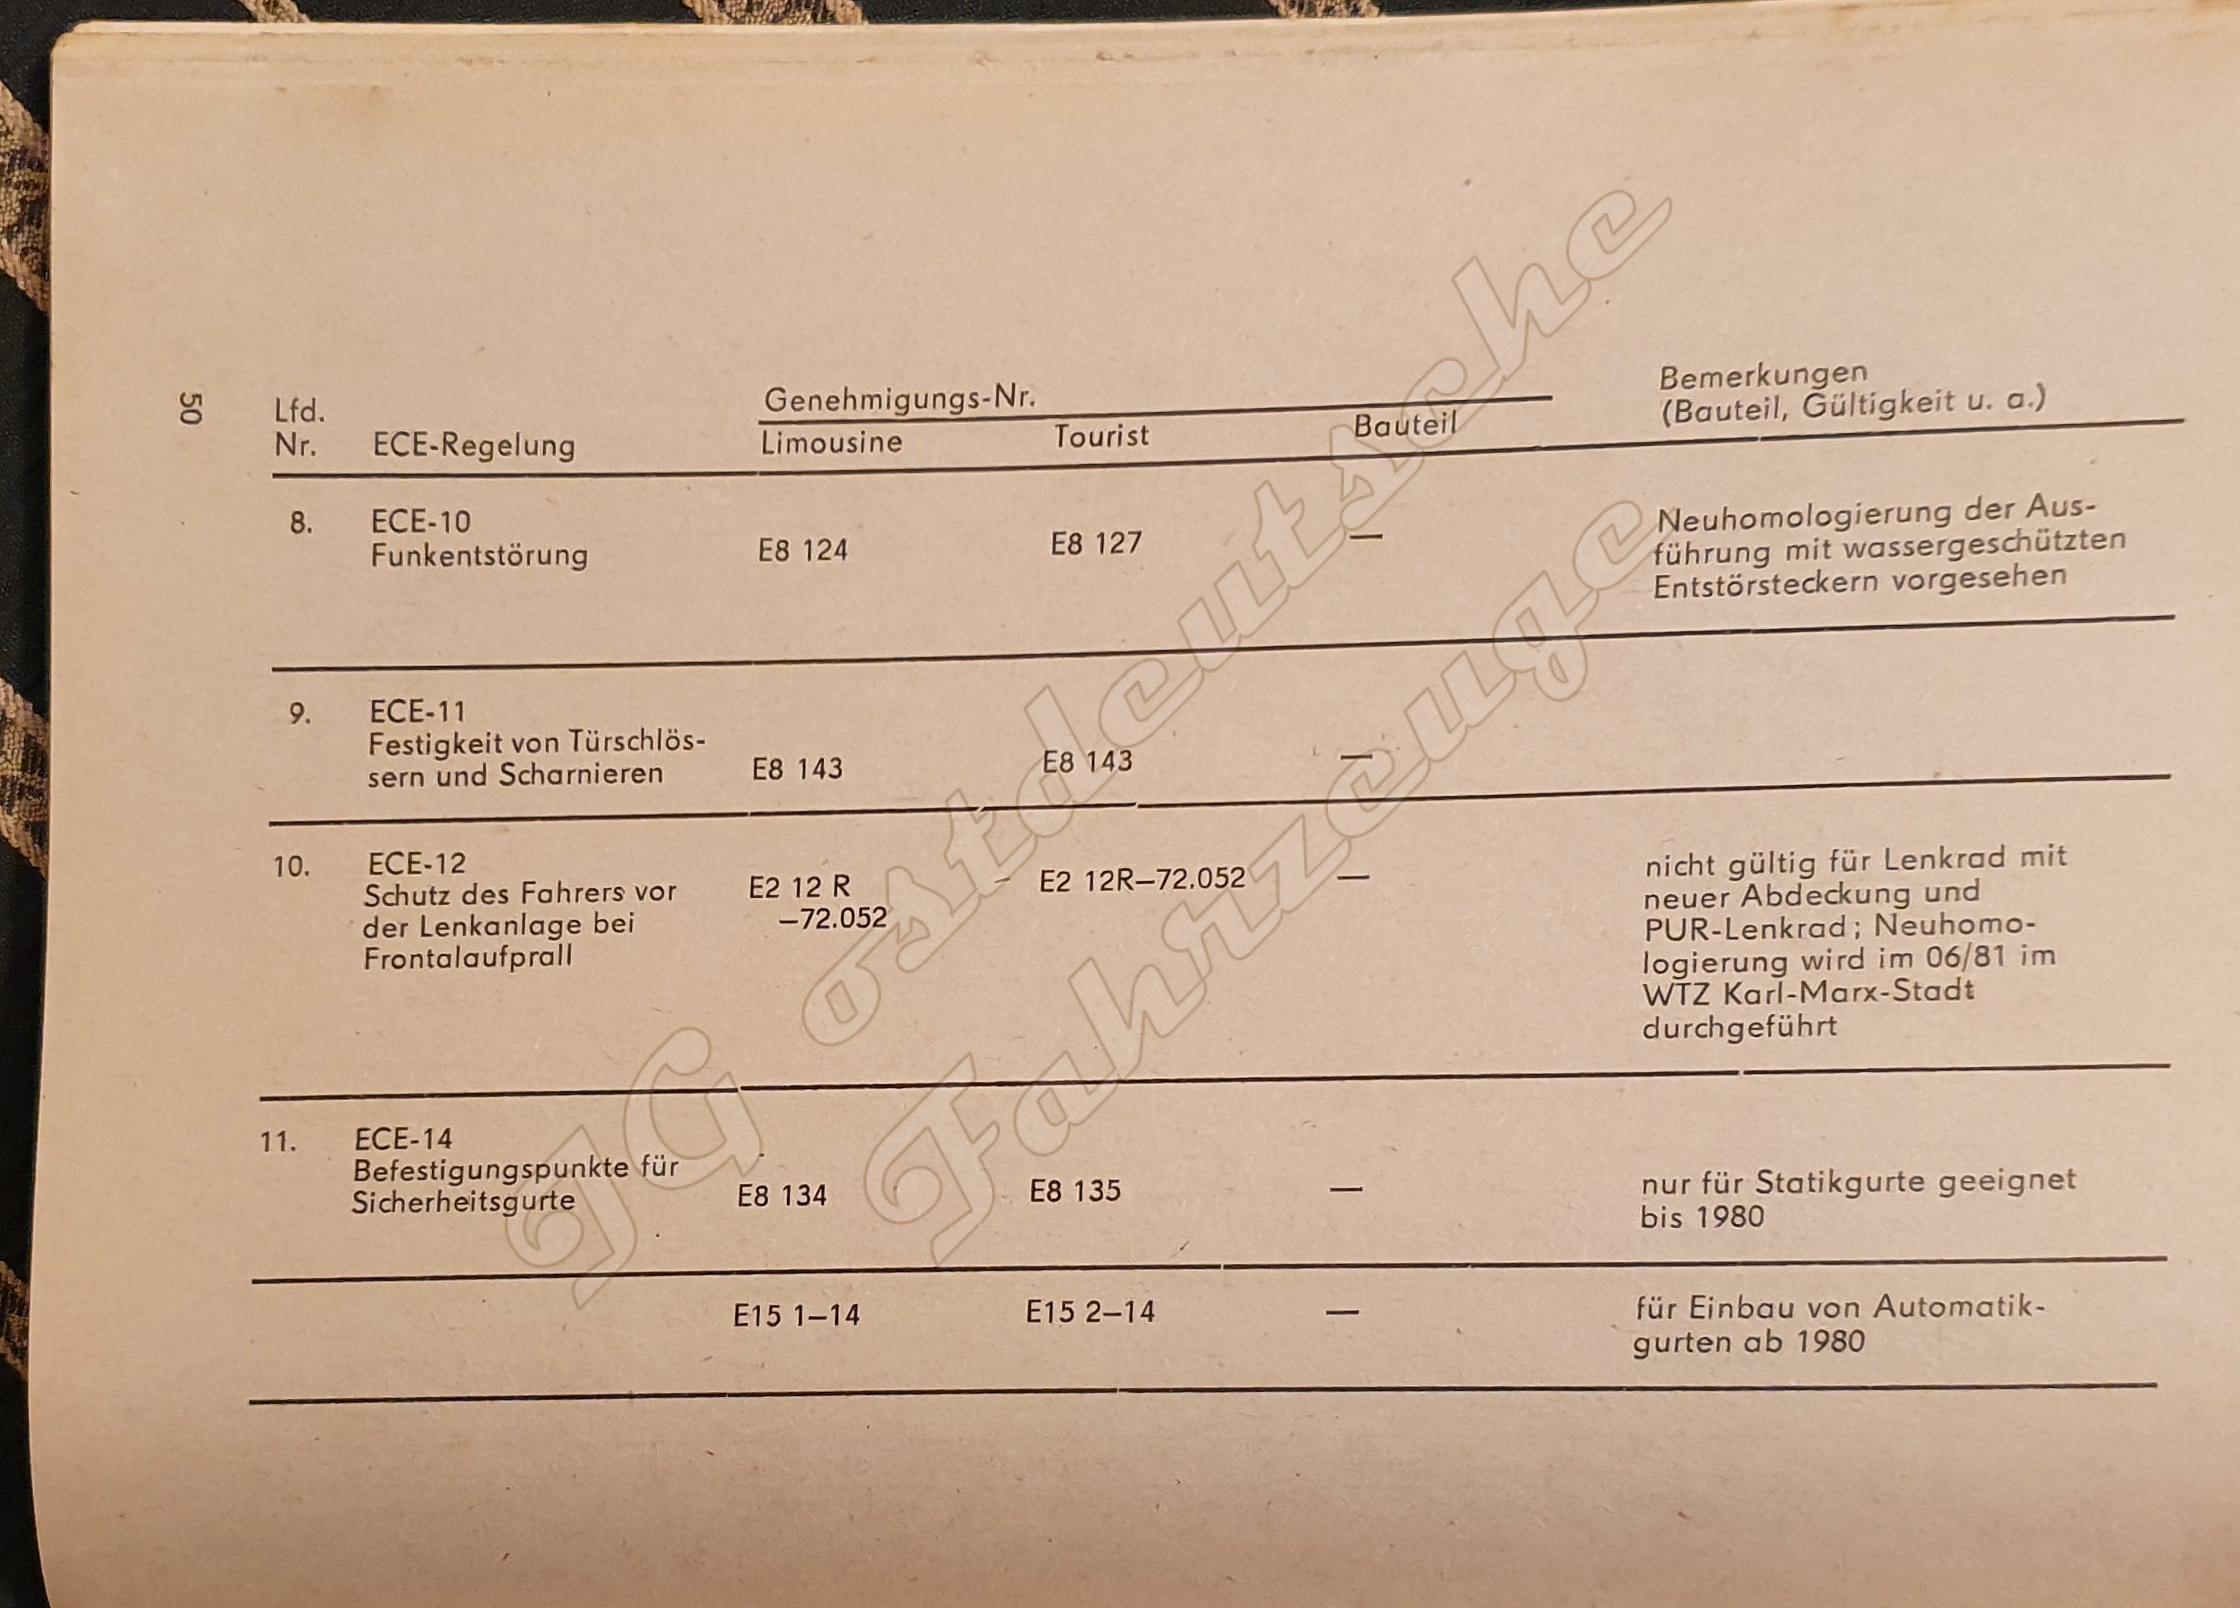 50
Lfd. Genehmigungs-Nr. Bemerkungen
Nr. ECE-Regelung Limousine Tourist Bauteil (Bauteil, Gültigkeit u. a.)
8. ECE-10 Neuhomologierung der Aus-
Funkentstörung E8 124 E8 127 — führung mit wassergeschützten
Entstörsteckern vorgesehen
9. ECE-11
Festigkeit von Türschlös-
sern und Scharnieren E8 143 E8 143 —
10. ECE-12 E2 12 R E2 12R—72.052 — nicht gültig für Lenkrad mit
Schutz des Fahrers vor —72.052 neuer Abdeckung und
der Lenkanlage bei PUR-Lenkrad; Neuhomo-
Frontalaufprall logierung wird im 06/81 im
WTZ Karl-Marx-Stadt
durchgeführt
11. ECE-14
Befestigungspunkte für nur für Statikgurte geeignet
Sicherheitsgurte E8 134 E8 135 — bis 1980
E15 1—14 E15 2—14 — für Einbau von Automatik-
gurten ab 1980
IG ostdeutsche
Fahrzeuge